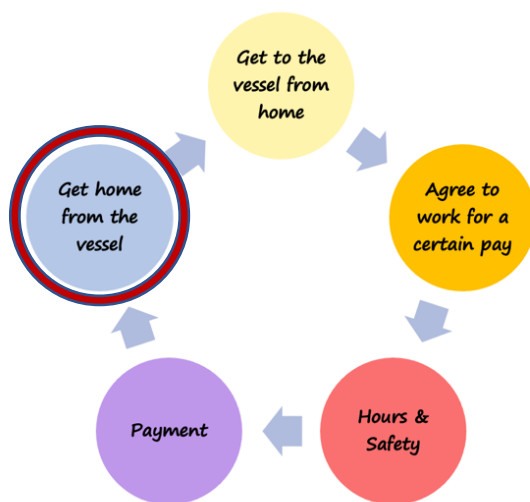 Get to the
vessel from
home
Agree to
work for a
certain pay
Hours &
Safety
Payment
Get home
from the
vessel